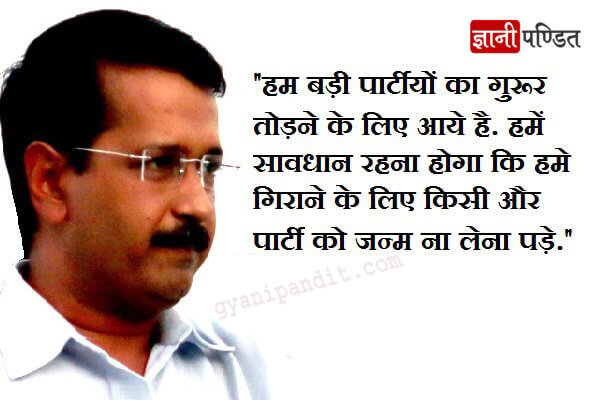 ज्ञानी पण्डित
"हम बड़ी पार्टीयों का गुरूर
तोड़ने के लिए आये है. हमें
सावधान रहना होगा कि हमे
गिराने के लिए किसी और
पार्टी को जन्म ना लेना पड़े."
gyanipandit.com